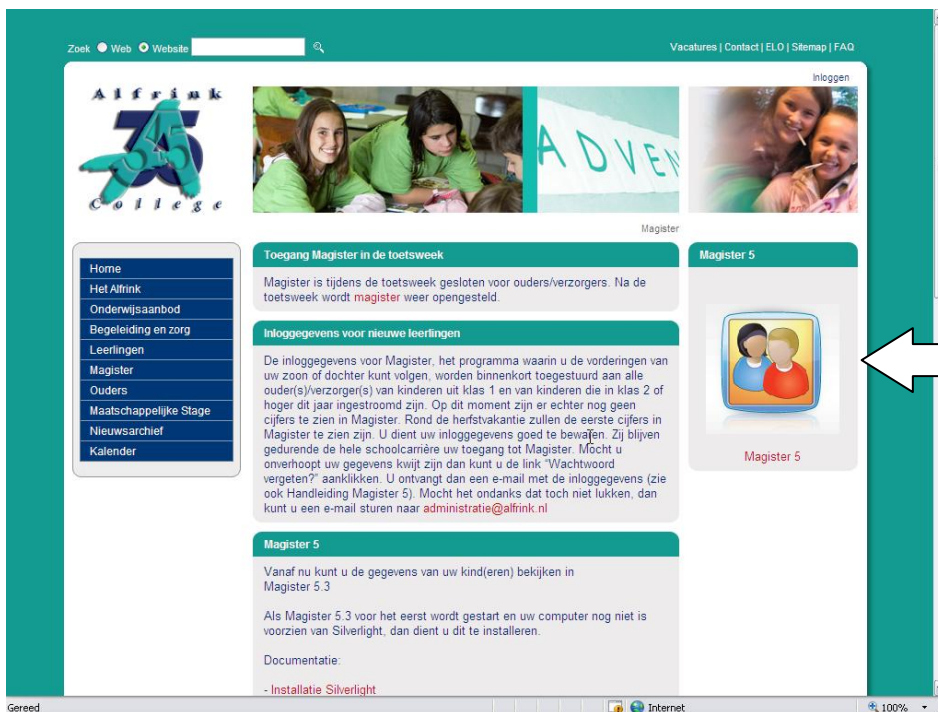 Zoek Web Website
Vacatures | Contact | ELO | Sitemap | FAQ
Inloggen
Alfrink
35
College
ADVEN
Magister
Home
Het Alfrink
Onderwijsaanbod
Begeleiding en zorg
Leerlingen
Magister
Ouders
Maatschappelijke Stage
Nieuwsarchief
Kalender
Toegang Magister in de toetsweek
Magister is tijdens de toetsweek gesloten voor ouders/verzorgers. Na de
toetsweek wordt magister weer opengesteld.
Inloggegevens voor nieuwe leerlingen
De inloggegevens voor Magister, het programma waarin u de vorderingen van
uw zoon of dochter kunt volgen, worden binnenkort toegestuurd aan alle
ouder(s)/verzorger(s) van kinderen uit klas 1 en van kinderen die in klas 2 of
hoger dit jaar ingestroomd zijn. Op dit moment zijn er echter nog geen
cijfers te zien in Magister. Rond de herfstvakantie zullen de eerste cijfers in
Magister te zien zijn. U dient uw inloggegevens goed te bewaren. Zij blijven
gedurende de hele schoolcarrière uw toegang tot Magister. Mocht u
onverhoopt uw gegevens kwijt zijn dan kunt u de link “Wachtwoord
vergeten?” aanklikken. U ontvangt dan een e-mail met de inloggegevens (zie
ook Handleiding Magister 5). Mocht het ondanks dat toch niet lukken, dan
kunt u een e-mail sturen naar administratie@alfrink.nl
Magister 5
Vanaf nu kunt u de gegevens van uw kind(eren) bekijken in
Magister 5.3
Als Magister 5.3 voor het eerst wordt gestart en uw computer nog niet is
voorzien van Silverlight, dan dient u dit te installeren.
Documentatie:
- Installatie Silverlight
Magister 5
Magister 5
Gereed
Internet
100%